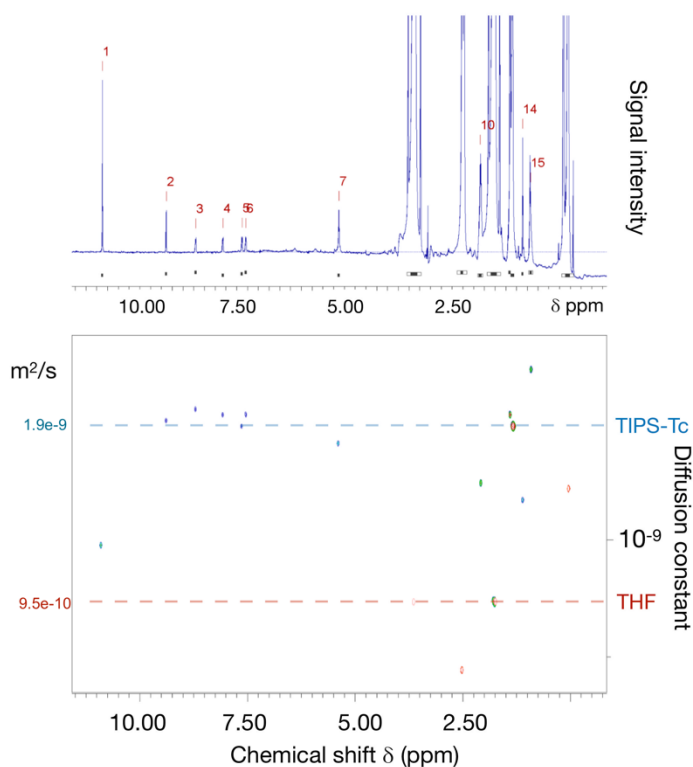 1
14
10
15
2
7
3
4
5
6
Signal intensity
10.00 7.50 5.00 2.50 δ ppm
m²/s
1.9e-9
TIPS-Tc
10⁻⁹
9.5e-10
THF
Diffusion constant
10.00 7.50 5.00 2.50
Chemical shift δ (ppm)